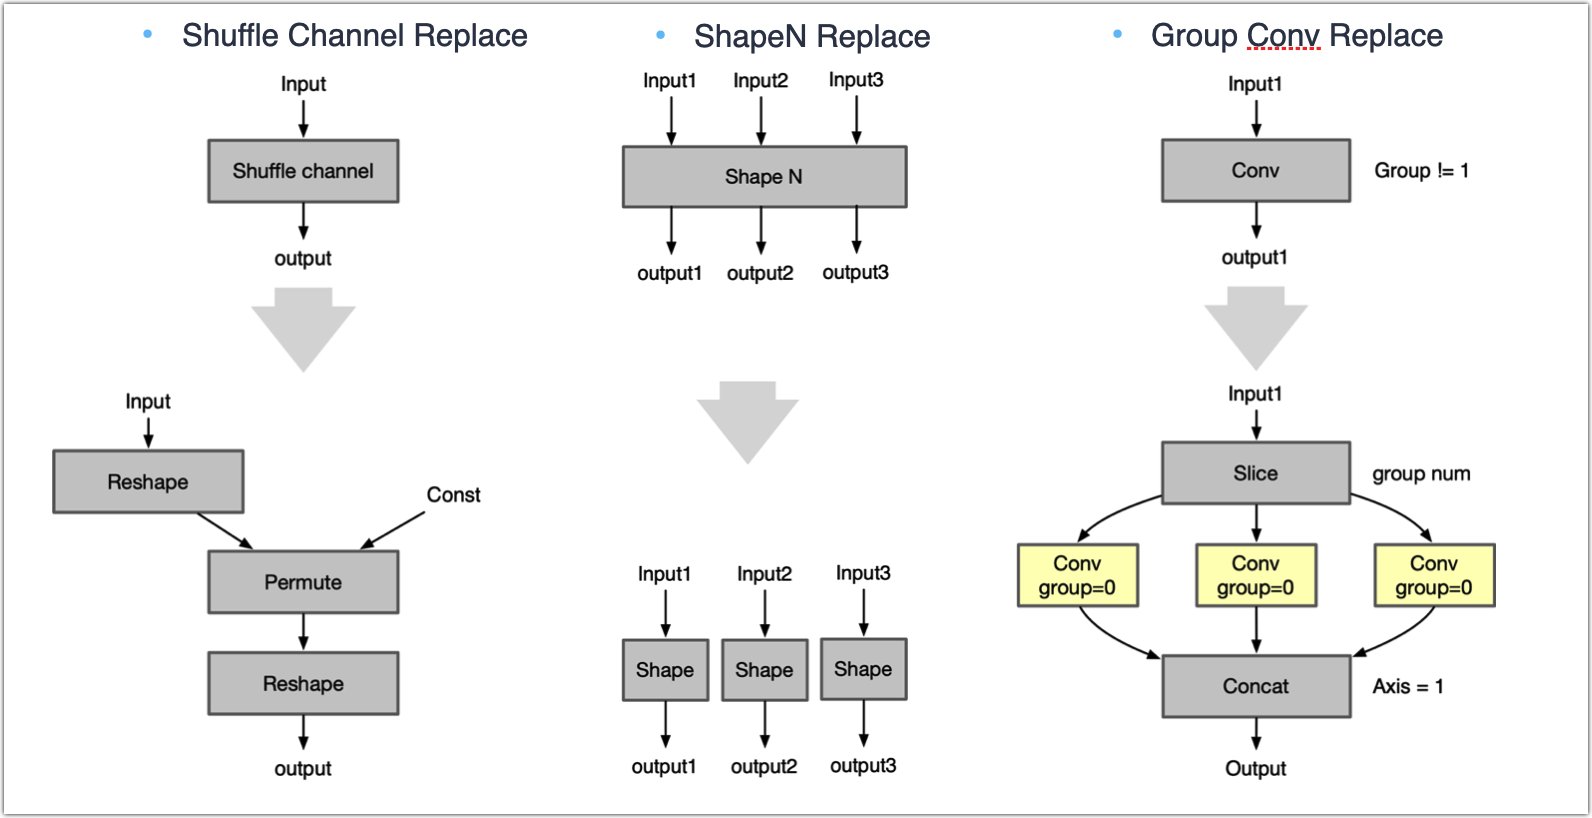 Shuffle Channel Replace
Input
Shuffle channel
output
Input
Reshape
Const
Permute
Reshape
output
ShapeN Replace
Input1 Input2 Input3
Shape N
output1 output2 output3
Input1 Input2 Input3
Shape Shape Shape
output1 output2 output3
Group Conv Replace
Input1
Conv
Group != 1
output1
Input1
Slice
group num
Conv
group=0
Conv
group=0
Conv
group=0
Concat
Axis = 1
Output